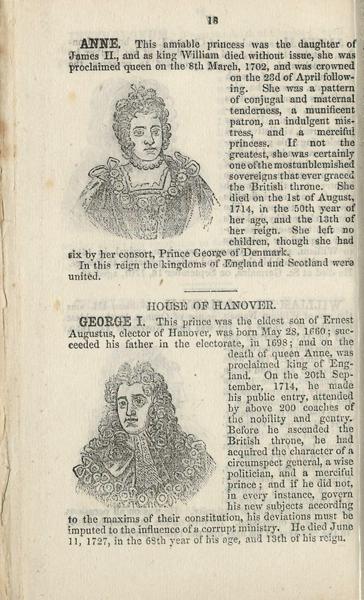 18
ANNE. This amiable princess was the daughter of
James II., and as king William died without issue, she was
proclaimed queen on the 8th March, 1702, and was crowned
on the 23d of April follow-
ing. She was a pattern
of conjugal and maternal
tenderness, a munificent
patron, an indulgent mis-
tress, and a merciful
princess. If not the
greatest, she was certainly
one of the most unblemished
sovereigns that ever graced
the British throne. She
died on the 1st of August,
1714, in the 50th year of
her age, and the 13th of
her reign. She left no
children, though she had
six by her consort, Prince George of Denmark.
In this reign the kingdoms of England and Scotland were
united.
HOUSE OF HANOVER.
GEORGE I. This prince was the eldest son of Ernest
Augustus, elector of Hanover, was born May 28, 1660; suc-
ceeded his father in the electorate, in 1698; and on the
death of queen Anne, was
proclaimed king of Eng-
land. On the 20th Sep-
tember, 1714, he made
his public entry, attended
by above 200 coaches of
the nobility and gentry.
Before he ascended the
British throne, he had
acquired the character of a
circumspect general, a wise
politician, and a merciful
prince; and if he did not,
in every instance, govern
his new subjects according
to the maxims of their constitution, his deviations must be
imputed to the influence of a corrupt ministry. He died June
11, 1727, in the 68th year of his age, and 13th of his reign.